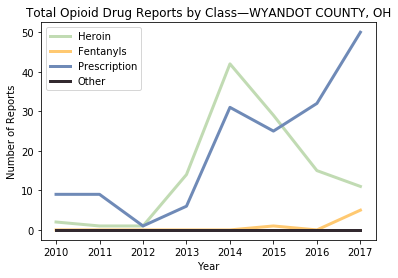 Total Opioid Drug Reports by Class—WYANDOT COUNTY, OH
Heroin
Fentanyls
Prescription
Other
Number of Reports
50
40
30
20
10
0
2010 2011 2012 2013 2014 2015 2016 2017
Year